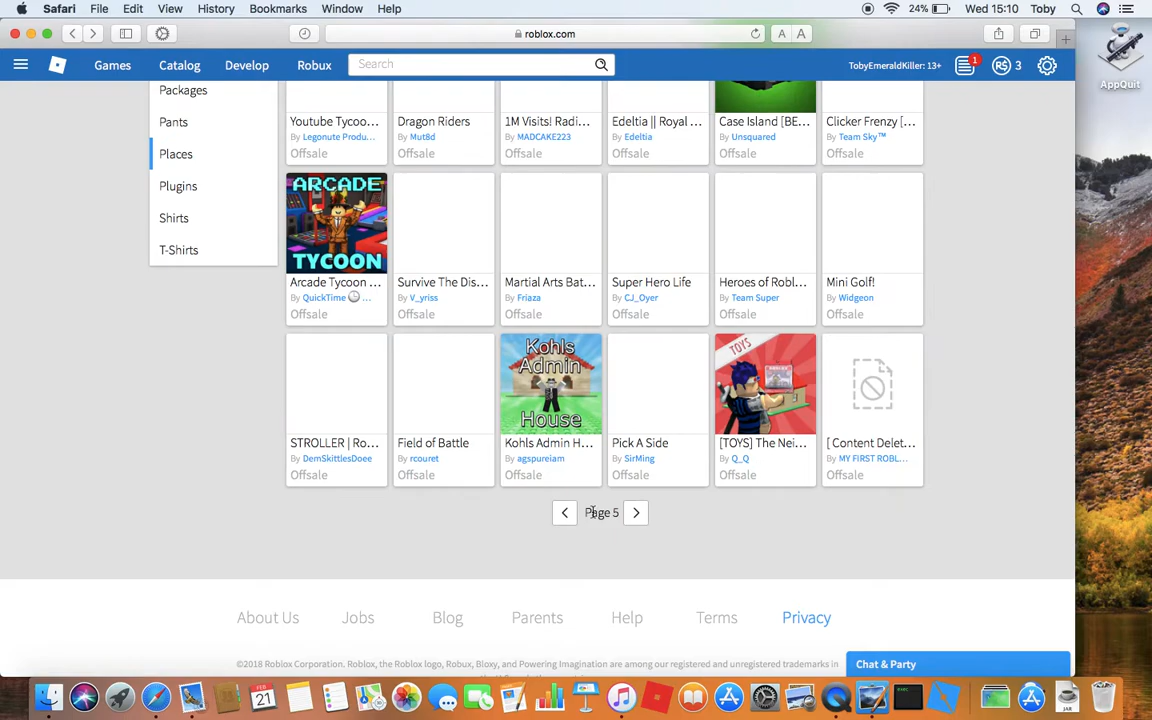 Safari File Edit View History Bookmarks Window Help 24% Wed 15:10 Toby
roblox.com A A
AppQuit
Games Catalog Develop Robux Search TobyEmeraldKiller: 13+ 1 R$ 3
Packages
Pants
Places
Plugins
Shirts
T-Shirts
Youtube Tycoo... Dragon Riders 1M Visits! Radi... Edeltia || Royal ... Case Island [BE... Clicker Frenzy [...
By Legonute Produ... By Mut8d By MADCAKE223 By Edeltia By Unsquared By Team Sky™
Offsale Offsale Offsale Offsale Offsale Offsale
ARCADE
TYCOON
Arcade Tycoon ... Survive The Dis... Martial Arts Bat... Super Hero Life Heroes of Robl... Mini Golf!
By QuickTime ... By V_yriss By Friaza By CJ_Oyer By Team Super By Widgeon
Offsale Offsale Offsale Offsale Offsale Offsale
Kohls
Admin
House
TOYS
STROLLER | Ro... Field of Battle Kohls Admin H... Pick A Side [TOYS] The Nei... [ Content Delet...
By DemSkittlesDoee By rcouret By agspureiam By SirMing By Q_Q By MY FIRST ROBL...
Offsale Offsale Offsale Offsale Offsale Offsale
Page 5
About Us Jobs Blog Parents Help Terms Privacy
©2018 Roblox Corporation. Roblox, the Roblox logo, Robux, Bloxy, and Powering Imagination are among our registered and unregistered trademarks in
Chat & Party
FEB
21